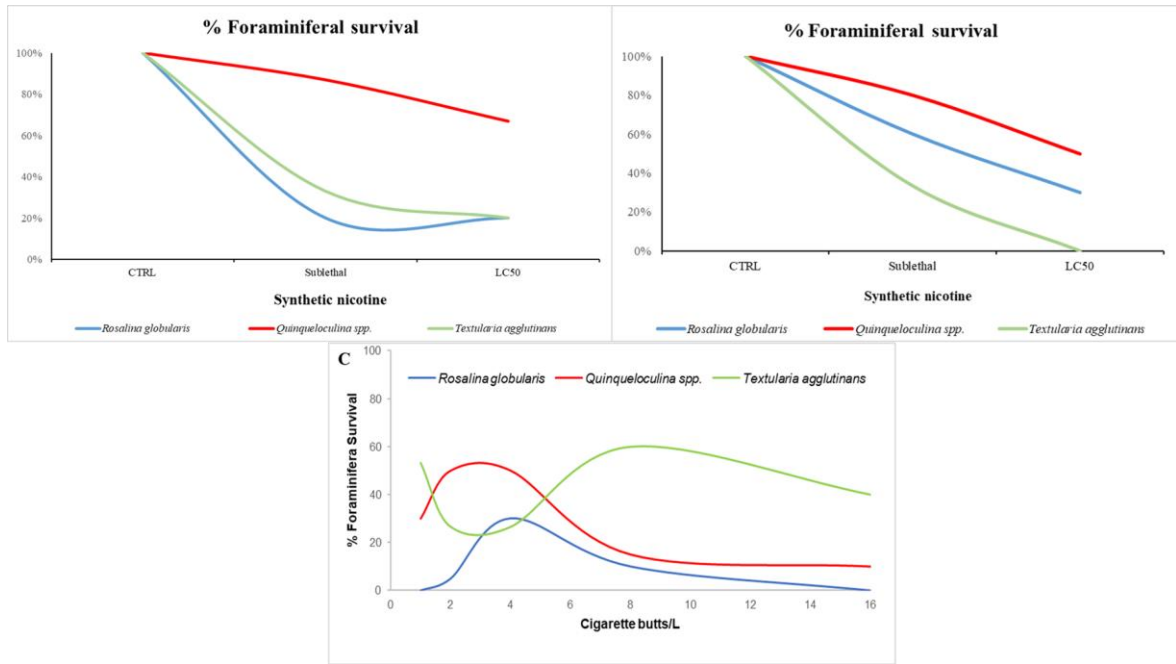 % Foraminiferal survival
100%
80%
60%
40%
20%
0%
CTRL
Sublethal
LC50
Synthetic nicotine
Rosalina globularis
Quinqueloculina spp.
Textularia agglutinans
% Foraminiferal survival
100%
80%
60%
40%
20%
0%
CTRL
Sublethal
LC50
Synthetic nicotine
Rosalina globularis
Quinqueloculina spp.
Textularia agglutinans
C
Rosalina globularis
Quinqueloculina spp.
Textularia agglutinans
% Foraminifera Survival
100
80
60
40
20
0
0 2 4 6 8 10 12 14 16
Cigarette butts/L